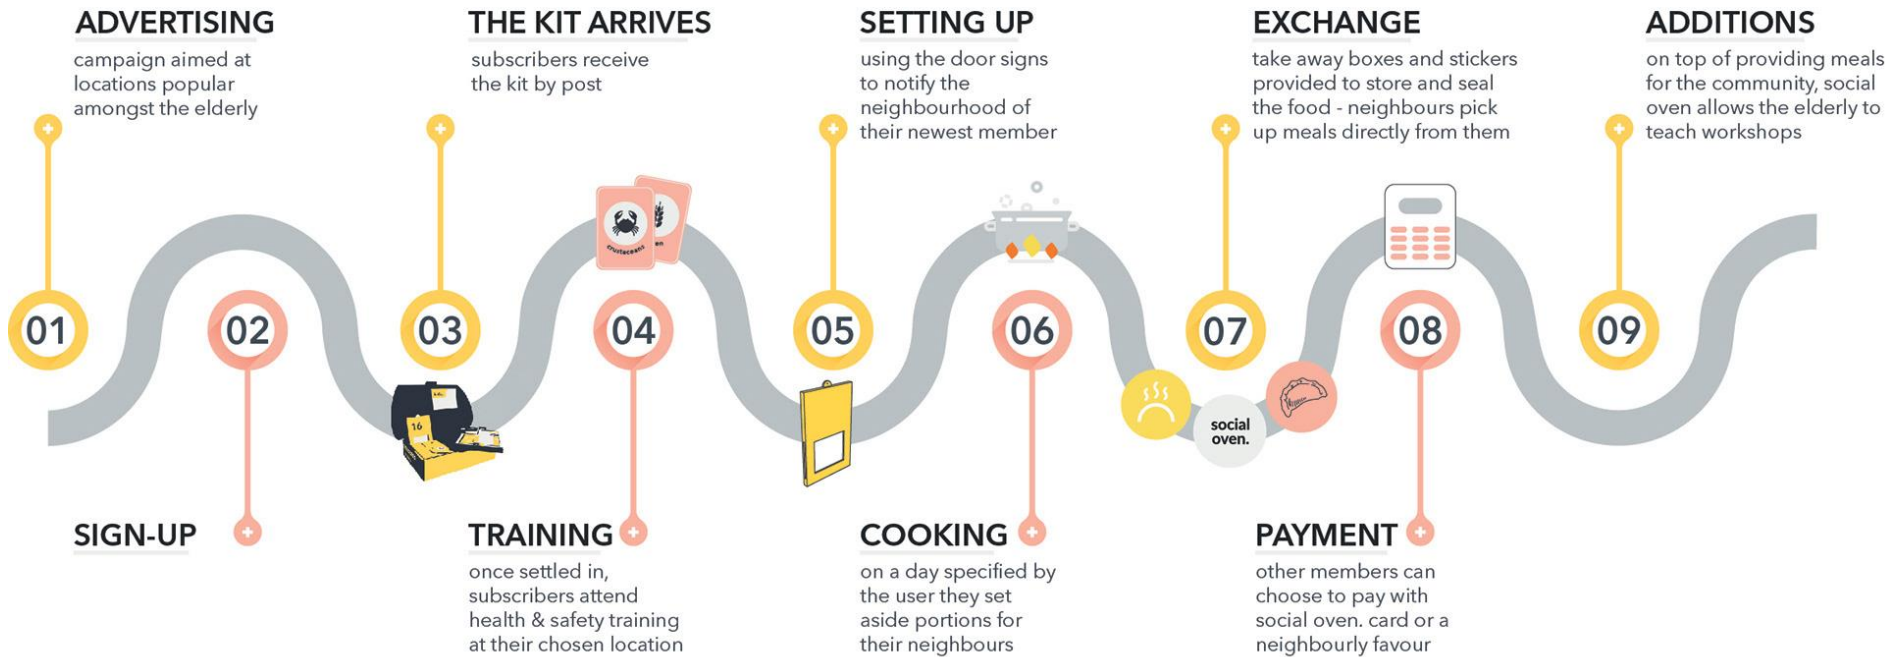 ADVERTISING
campaign aimed at
locations popular
amongst the elderly
01
SIGN-UP
02
THE KIT ARRIVES
subscribers receive
the kit by post
03
16
TRAINING
once settled in,
subscribers attend
health & safety training
at their chosen location
04
crustaceans
SETTING UP
using the door signs
to notify the
neighbourhood of
their newest member
05
COOKING
on a day specified by
the user they set
aside portions for
their neighbours
06
EXCHANGE
take away boxes and stickers
provided to store and seal
the food - neighbours pick
up meals directly from them
07
social
oven.
PAYMENT
other members can
choose to pay with
social oven. card or a
neighbourly favour
08
ADDITIONS
on top of providing meals
for the community, social
oven allows the elderly to
teach workshops
09